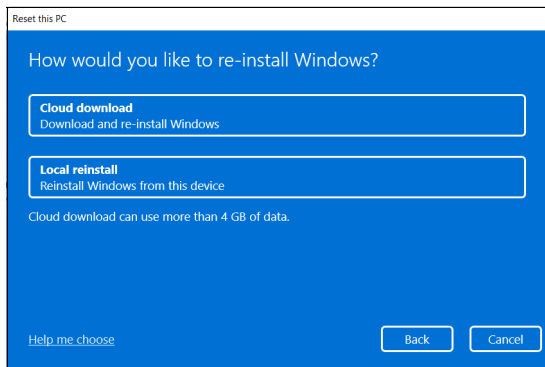 Reset this PC
How would you like to re-install Windows?
Cloud download
Download and re-install Windows
Local reinstall
Reinstall Windows from this device
Cloud download can use more than 4 GB of data.
Help me choose
Back
Cancel